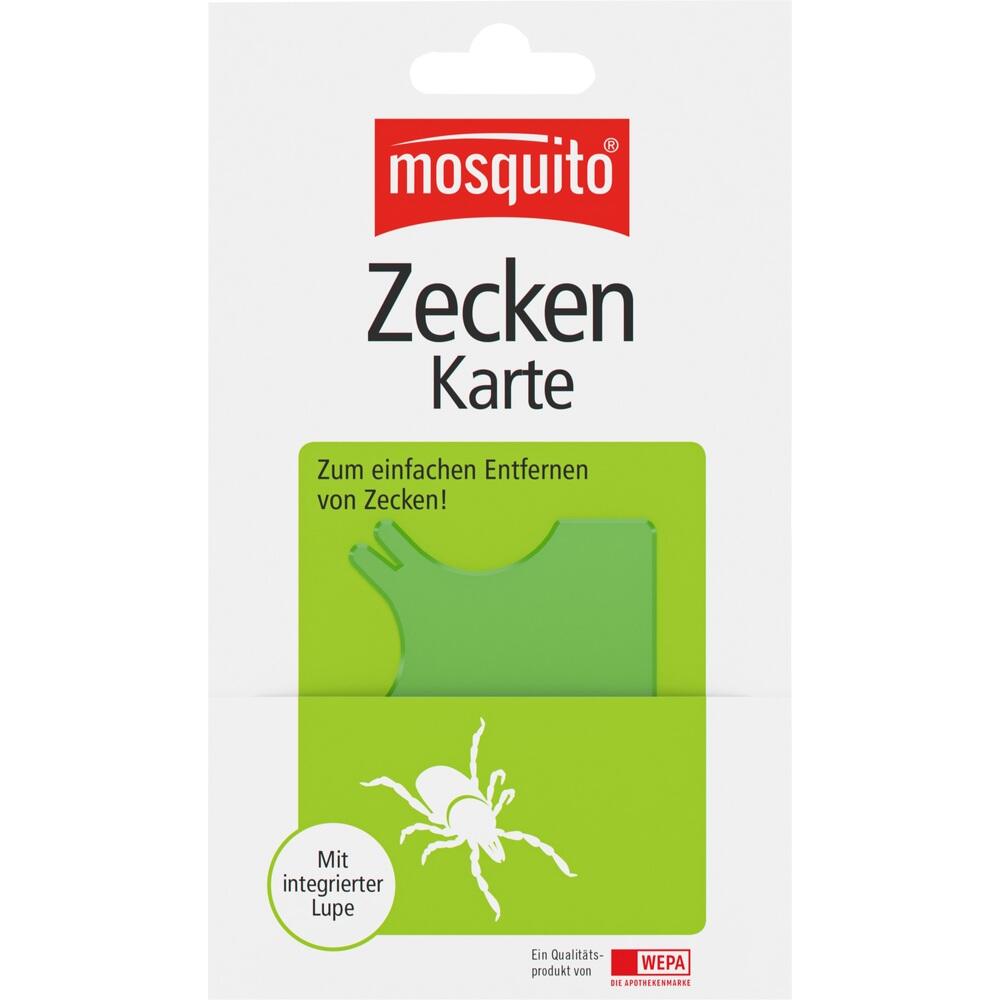 mosquito®
Zecken
Karte
Zum einfachen Entfernen
von Zecken!
Mit
integrierter
Lupe
Ein Qualitäts-
produkt von
WEPA
DIE APOTHEKENMARKE